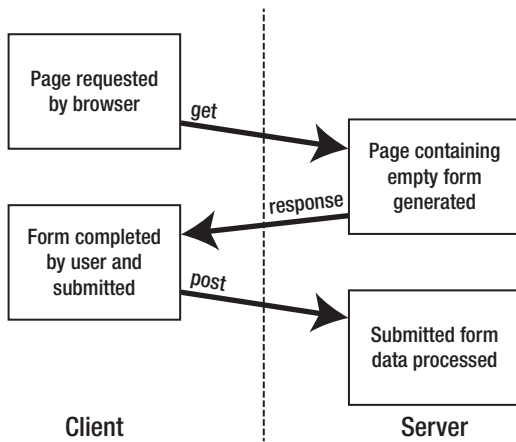 Page requested
by browser
get
Page containing
empty form
generated
response
Form completed
by user and
submitted
post
Submitted form
data processed
Client
Server